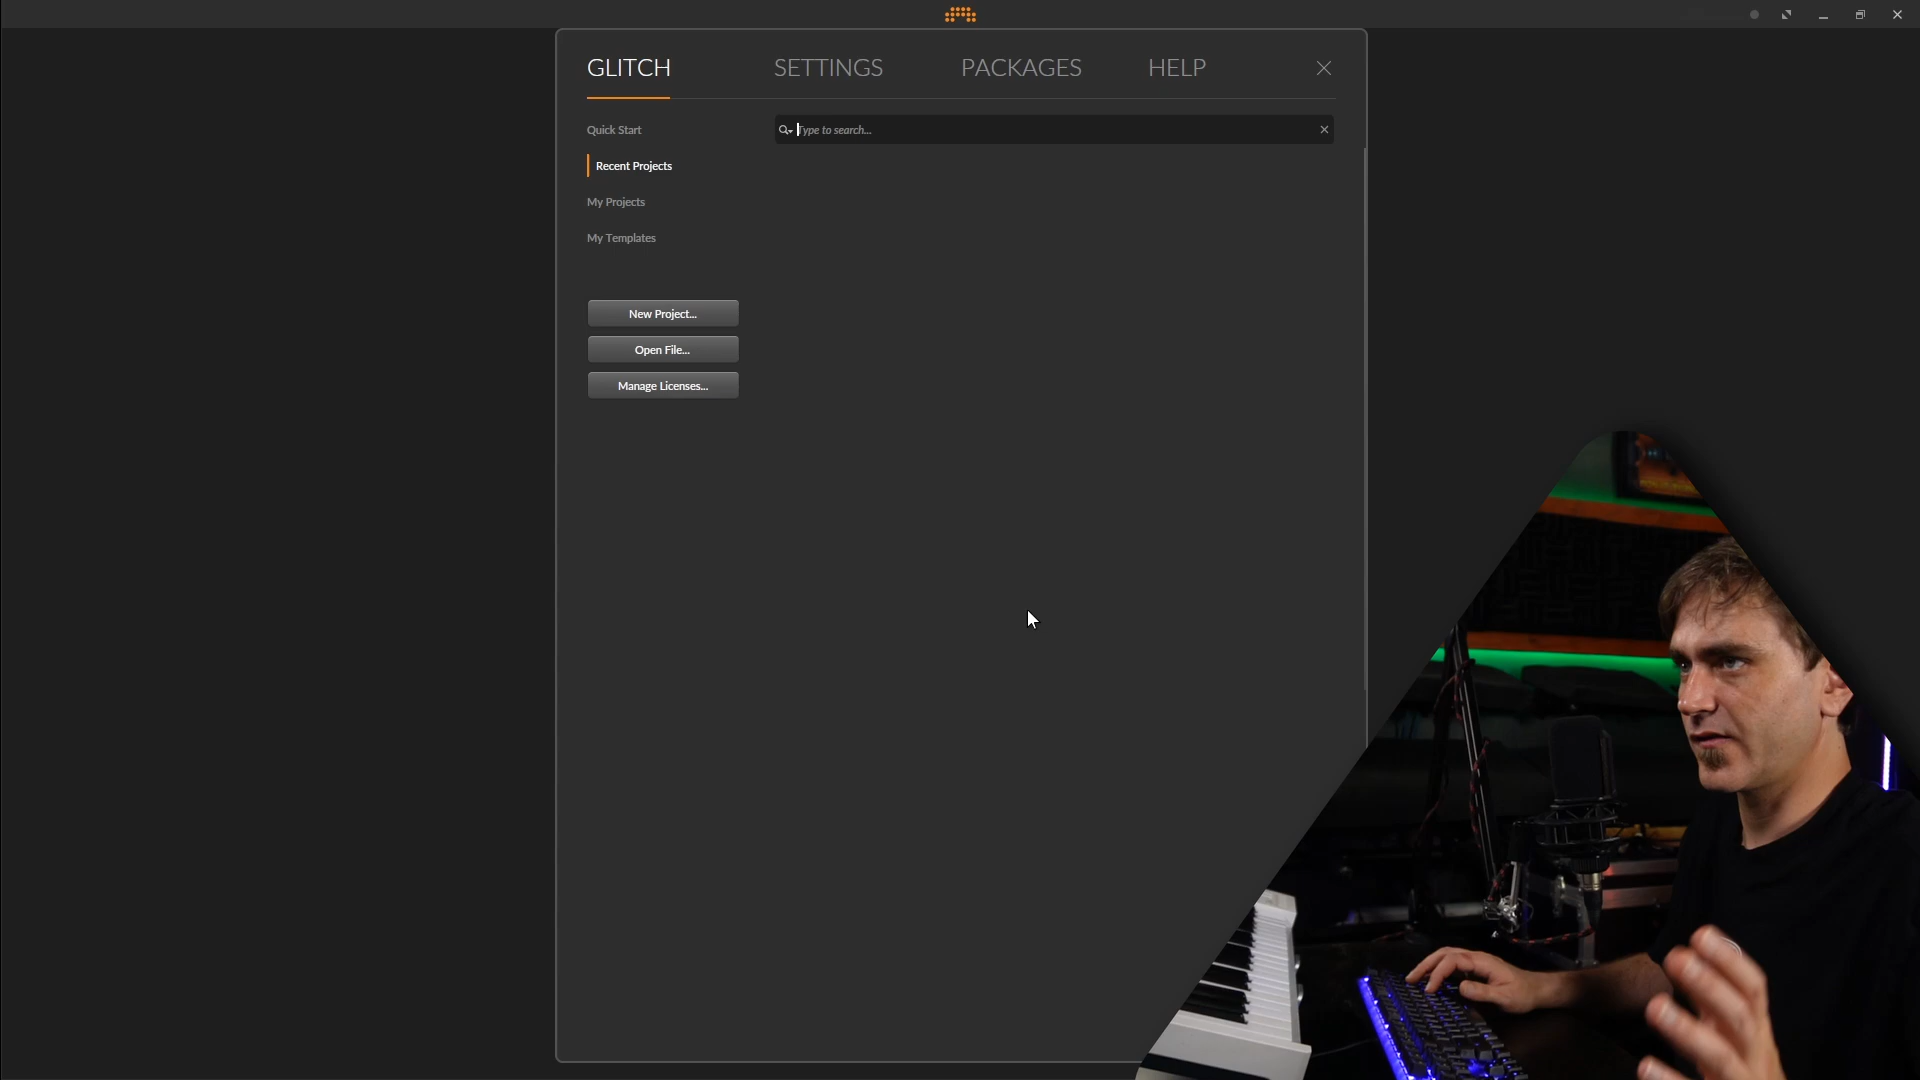 GLITCH SETTINGS PACKAGES HELP
Quick Start
Type to search...
Recent Projects
My Projects
My Templates
New Project...
Open File...
Manage Licenses...